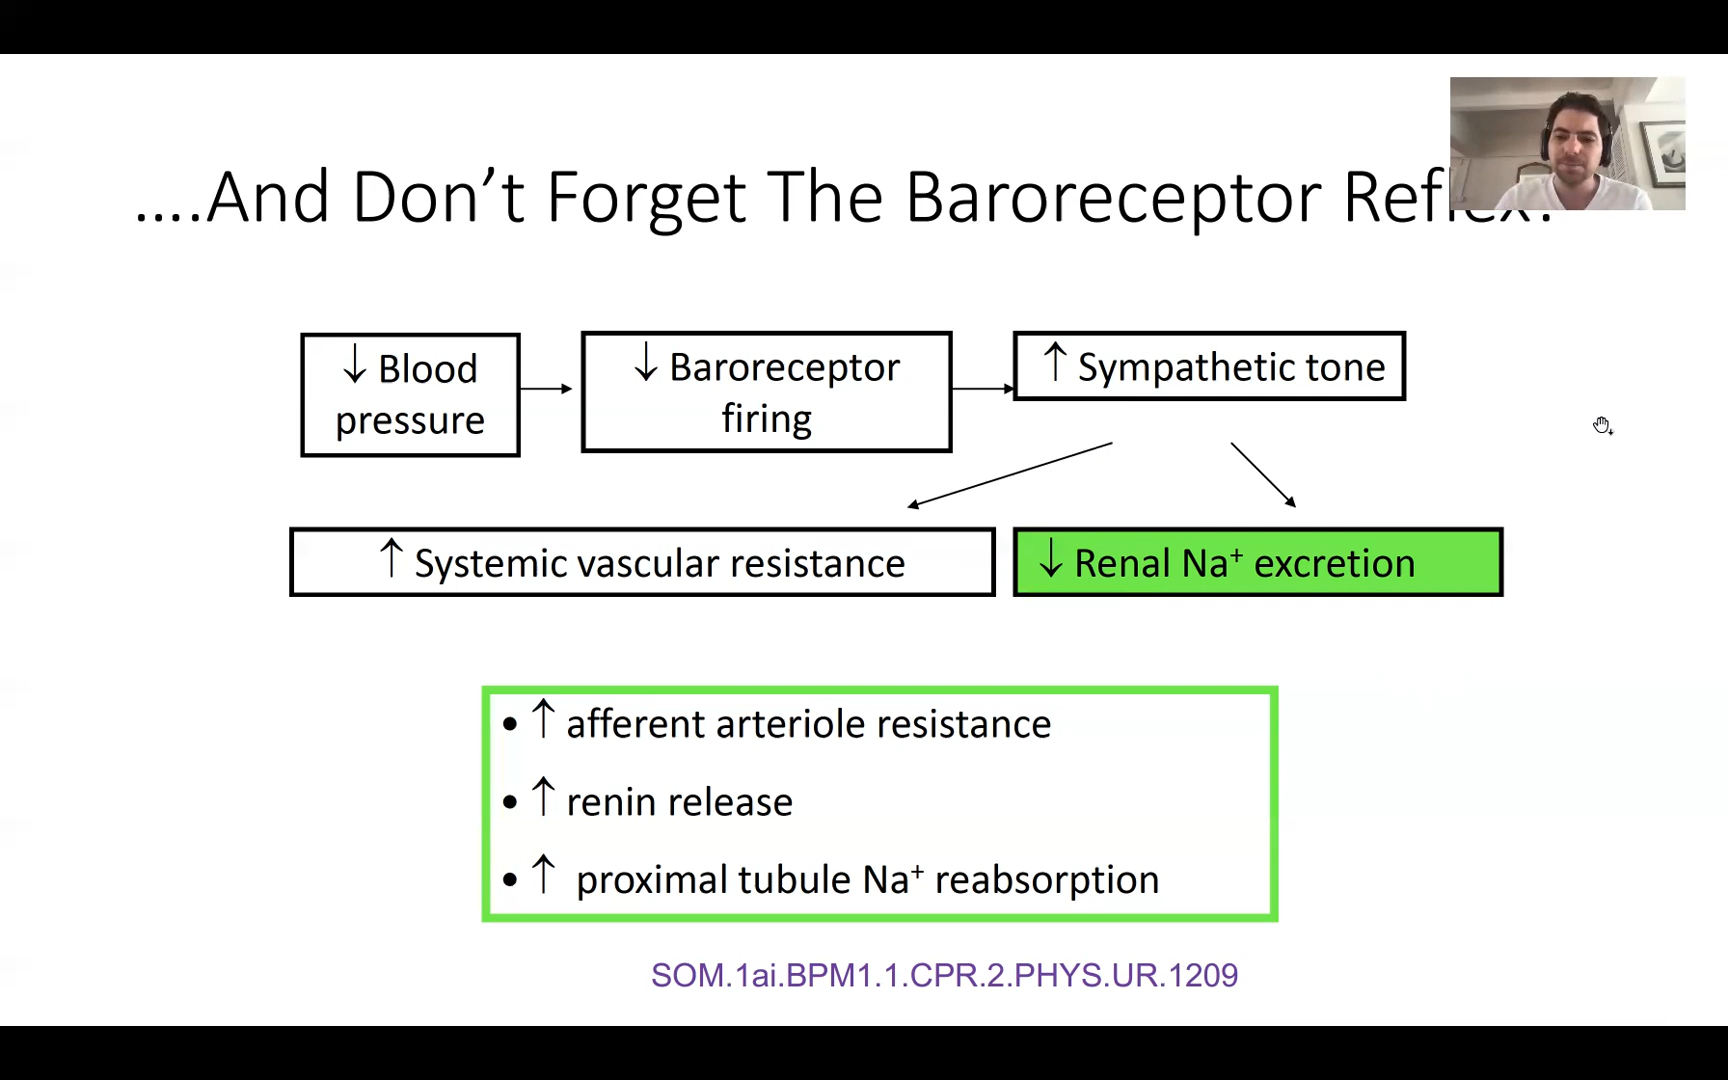 ....And Don't Forget The Baroreceptor Reflex!
↓ Blood
pressure
↓ Baroreceptor
firing
↑ Sympathetic tone
↑ Systemic vascular resistance
↓ Renal Na⁺ excretion
• ↑ afferent arteriole resistance
• ↑ renin release
• ↑ proximal tubule Na⁺ reabsorption
SOM.1ai.BPM1.1.CPR.2.PHYS.UR.1209